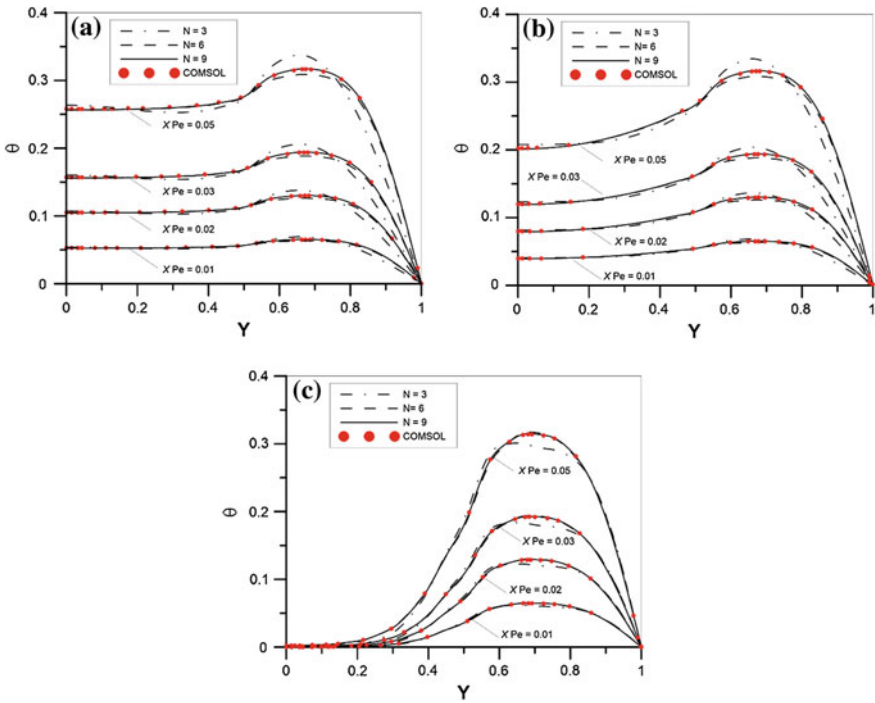 (a)
N = 3
N= 6
N = 9
COMSOL
0.4
0.3
0.2
0.1
0
θ
X Pe = 0.05
X Pe = 0.03
X Pe = 0.02
X Pe = 0.01
0 0.2 0.4 0.6 0.8 1
Y
(b)
N = 3
N= 6
N = 9
COMSOL
0.4
0.3
0.2
0.1
0
θ
X Pe = 0.05
X Pe = 0.03
X Pe = 0.02
X Pe = 0.01
0 0.2 0.4 0.6 0.8 1
Y
(c)
N = 3
N= 6
N = 9
COMSOL
0.4
0.3
0.2
0.1
0
θ
X Pe = 0.05
X Pe = 0.03
X Pe = 0.02
X Pe = 0.01
0 0.2 0.4 0.6 0.8 1
Y